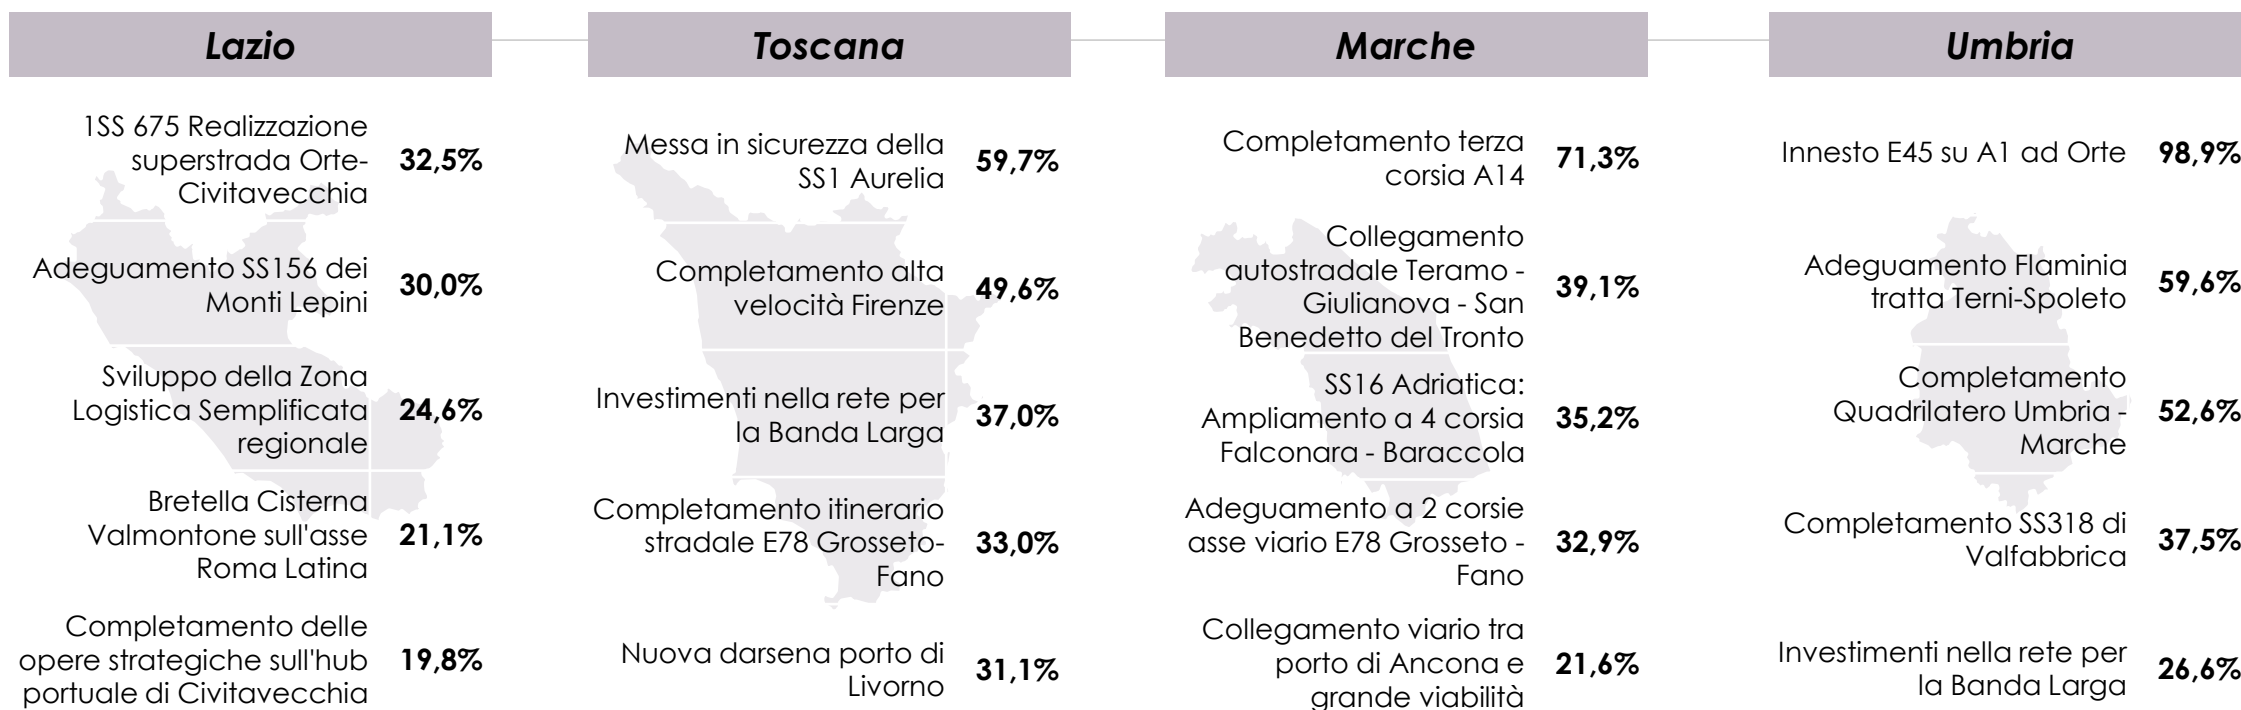 Lazio
1SS 675 Realizzazione
superstrada Orte-
Civitavecchia
32,5%
Adeguamento SS156 dei
Monti Lepini
30,0%
Sviluppo della Zona
Logistica Semplificata
regionale
24,6%
Bretella Cisterna
Valmontone sull'asse
Roma Latina
21,1%
Completamento delle
opere strategiche sull'hub
portuale di Civitavecchia
19,8%
Toscana
Messa in sicurezza della
SS1 Aurelia
59,7%
Completamento alta
velocità Firenze
49,6%
Investimenti nella rete per
la Banda Larga
37,0%
Completamento itinerario
stradale E78 Grosseto-
Fano
33,0%
Nuova darsena porto di
Livorno
31,1%
Marche
Completamento terza
corsia A14
71,3%
Collegamento
autostradale Teramo -
Giulianova - San
Benedetto del Tronto
39,1%
SS16 Adriatica:
Ampliamento a 4 corsia
Falconara - Baraccola
35,2%
Adeguamento a 2 corsie
asse viario E78 Grosseto -
Fano
32,9%
Collegamento viario tra
porto di Ancona e
grande viabilità
21,6%
Umbria
Innesto E45 su A1 ad Orte
98,9%
Adeguamento Flaminia
tratta Terni-Spoleto
59,6%
Completamento
Quadrilatero Umbria -
Marche
52,6%
Completamento SS318 di
Valfabbrica
37,5%
Investimenti nella rete per
la Banda Larga
26,6%